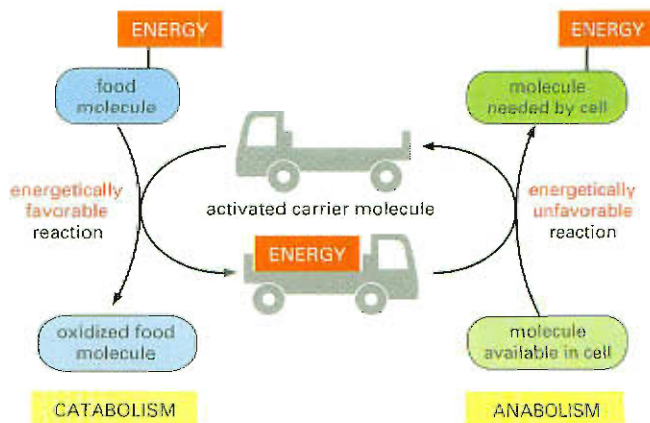 ENERGY
food
molecule
energetically
favorable
reaction
oxidized food
molecule
CATABOLISM
activated carrier molecule
ENERGY
ENERGY
molecule
needed by cell
energetically
unfavorable
reaction
molecule
available in cell
ANABOLISM